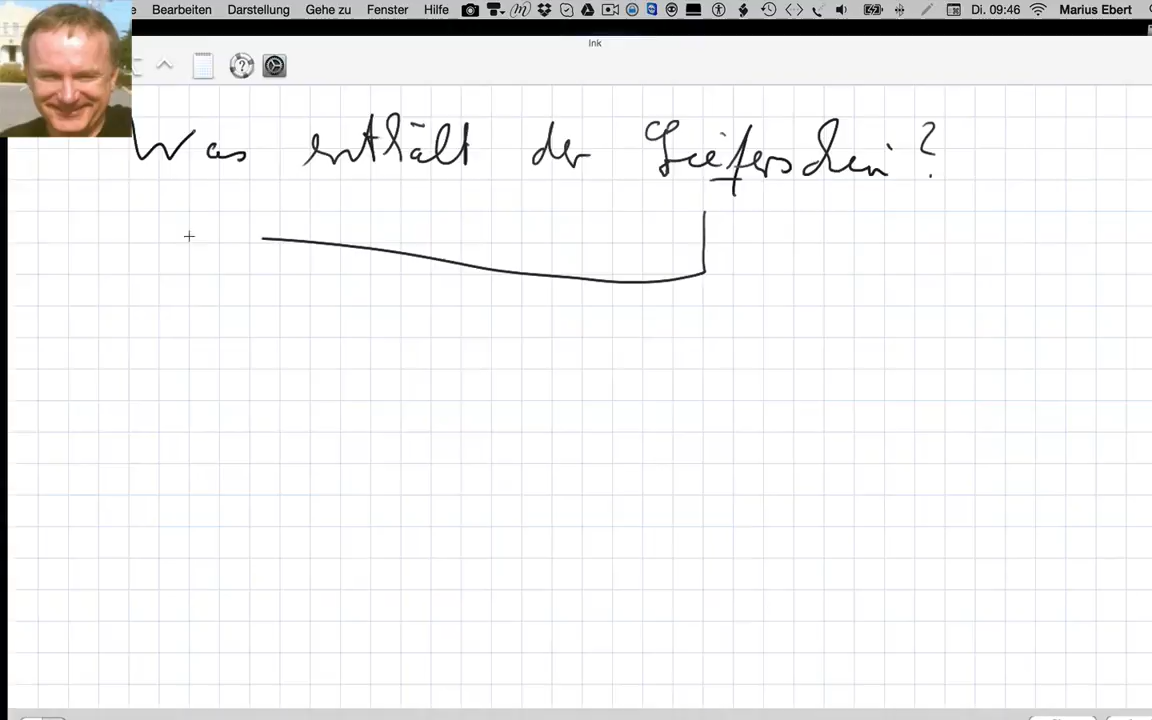 Bearbeiten Darstellung Gehe zu Fenster Hilfe Di. 09:46 Marius Ebert
Ink
Was enthält der Lieferschein?